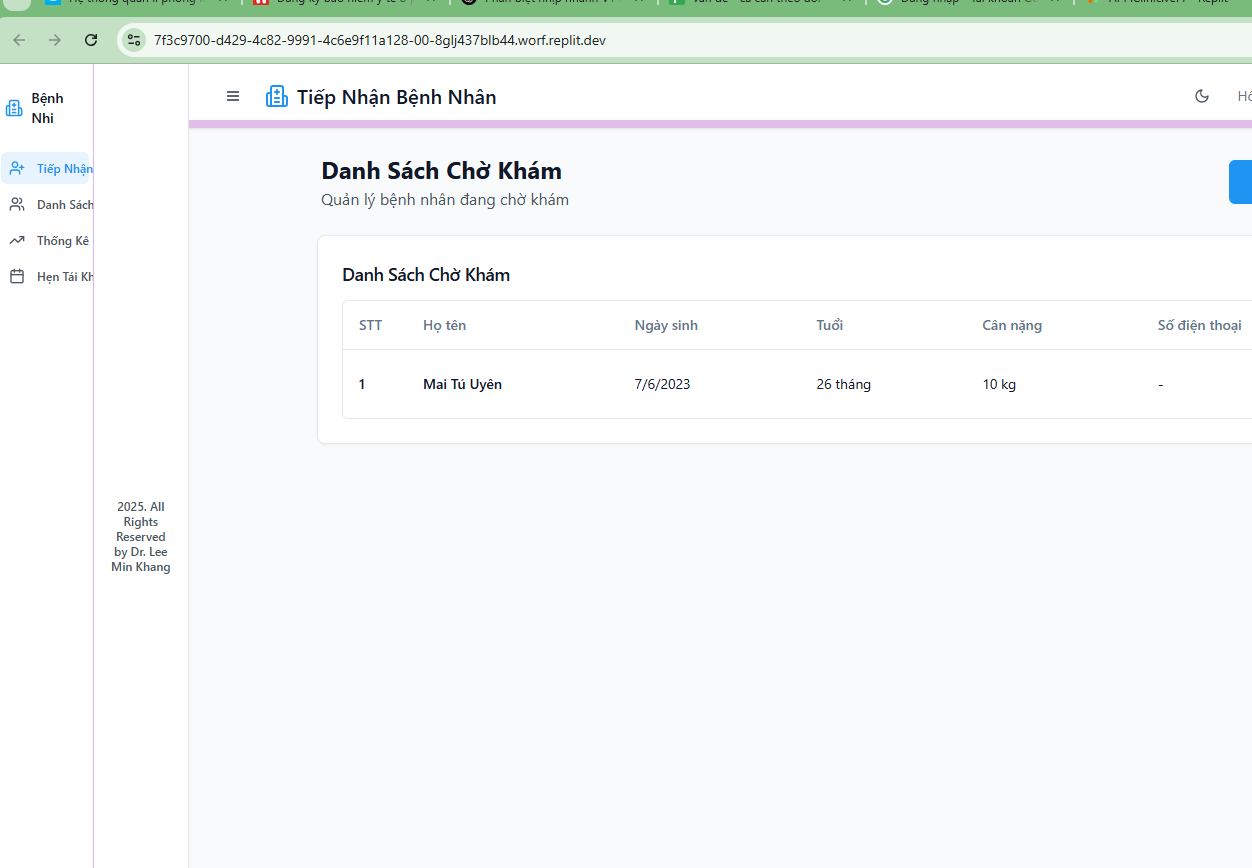 7f3c9700-d429-4c82-9991-4c6e9f11a128-00-8glj437blb44.worf.replit.dev
Bệnh
Nhi
Tiếp Nhận
Danh Sách
Thống Kê
Hẹn Tái Kh
2025. All
Rights
Reserved
by Dr. Lee
Min Khang
Tiếp Nhận Bệnh Nhân
Danh Sách Chờ Khám
Quản lý bệnh nhân đang chờ khám
Danh Sách Chờ Khám
STT Họ tên Ngày sinh Tuổi Cân nặng Số điện thoại
1 Mai Tú Uyên 7/6/2023 26 tháng 10 kg -